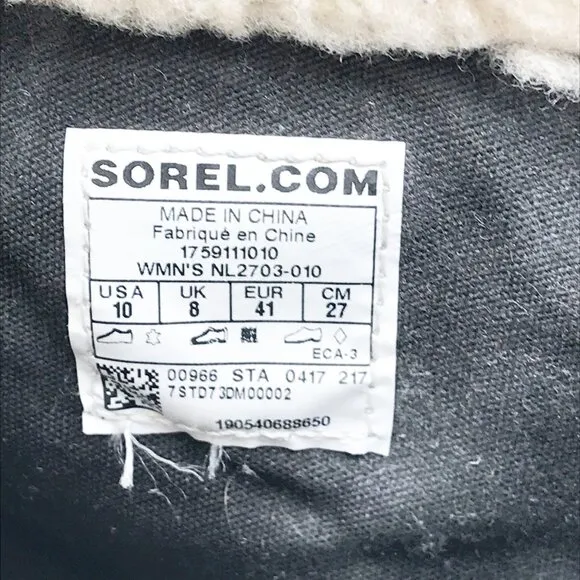 SOREL.COM
MADE IN CHINA
Fabriqué en Chine
1759111010
WMN'S NL2703-010
USA UK EUR CM
10 8 41 27
ECA-3
00966 STA 0417 217
7STD73DM00002
190540688650